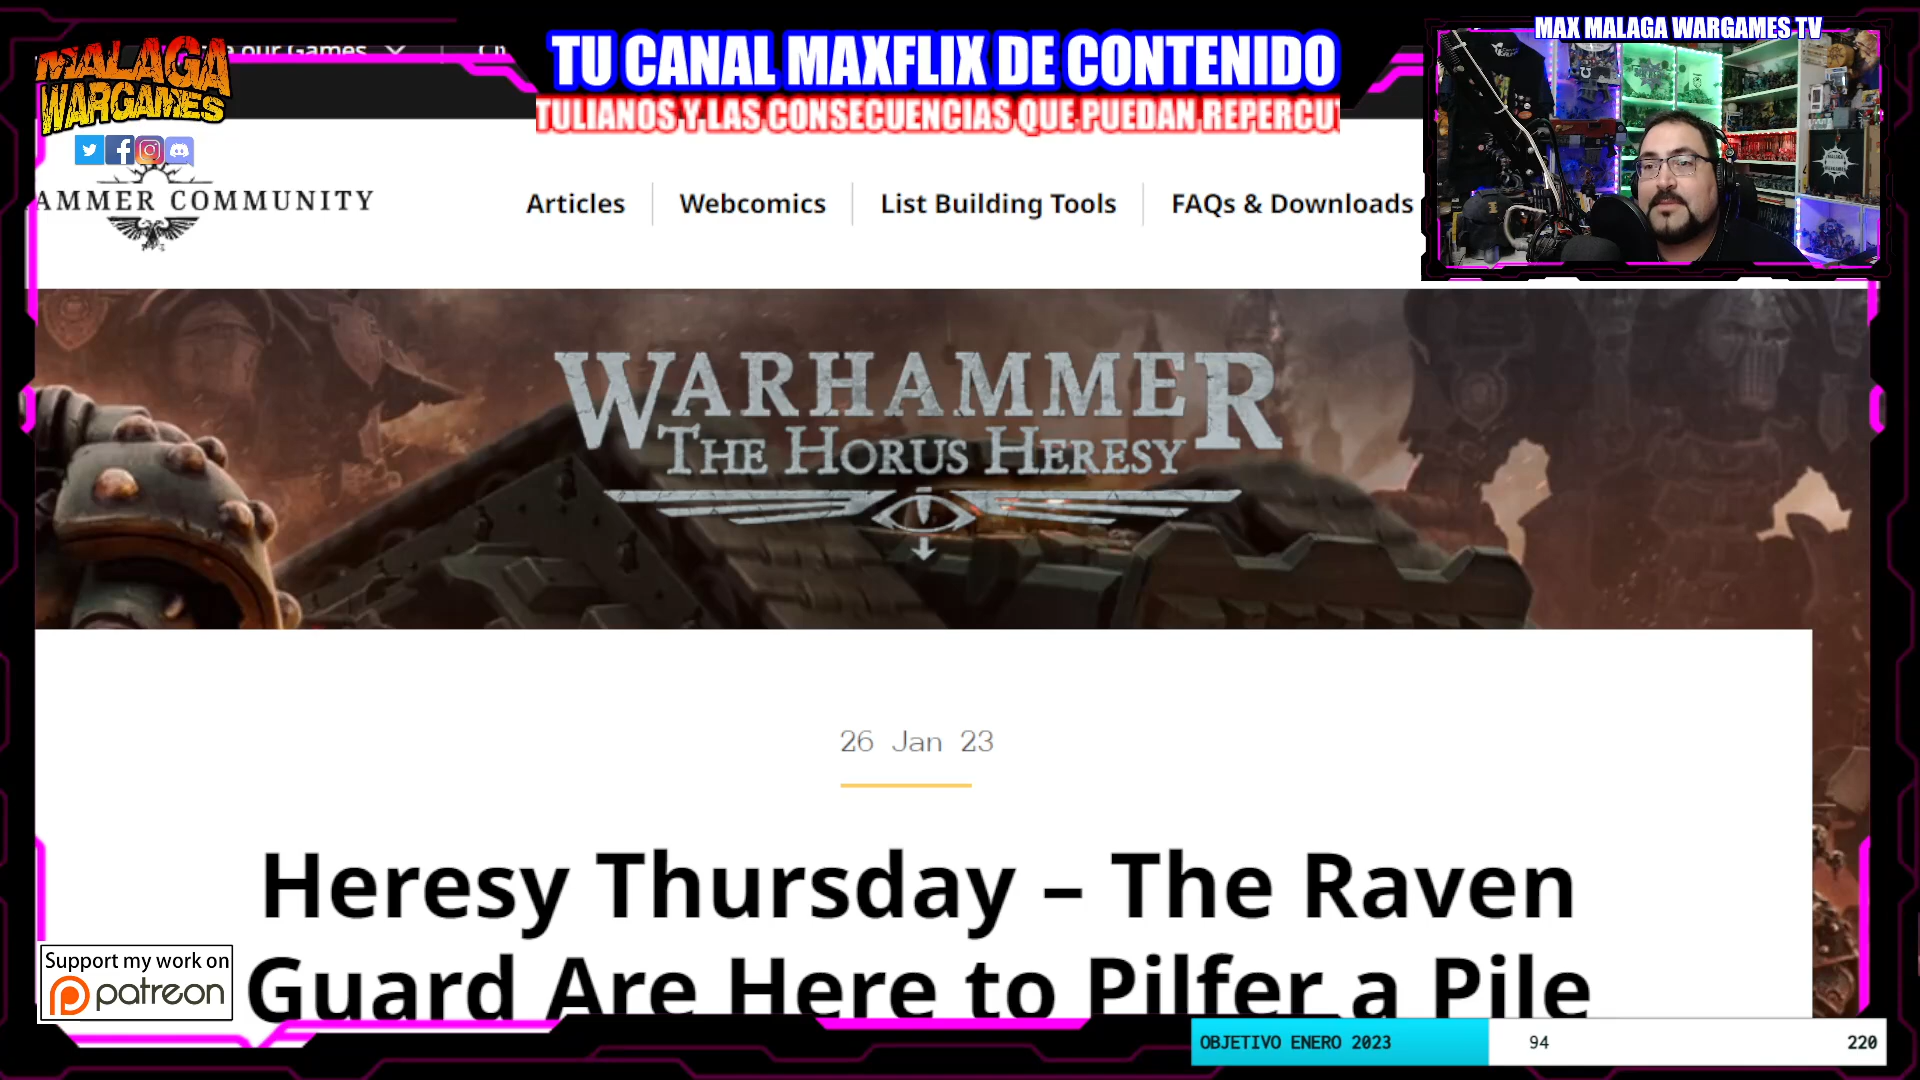 our Games
TU CANAL MAXFLIX DE CONTENIDO
MAX MALAGA WARGAMES TV
MALAGA
WARGAMES
TULIANOS Y LAS CONSECUENCIAS QUE PUEDAN REPERCU
AMMER COMMUNITY
Articles
Webcomics
List Building Tools
FAQs & Downloads
WARHAMMER
THE HORUS HERESY
26 Jan 23
Heresy Thursday – The Raven
Guard Are Here to Pilfer a Pile
Support my work on
patreon
OBJETIVO ENERO 2023
94
220